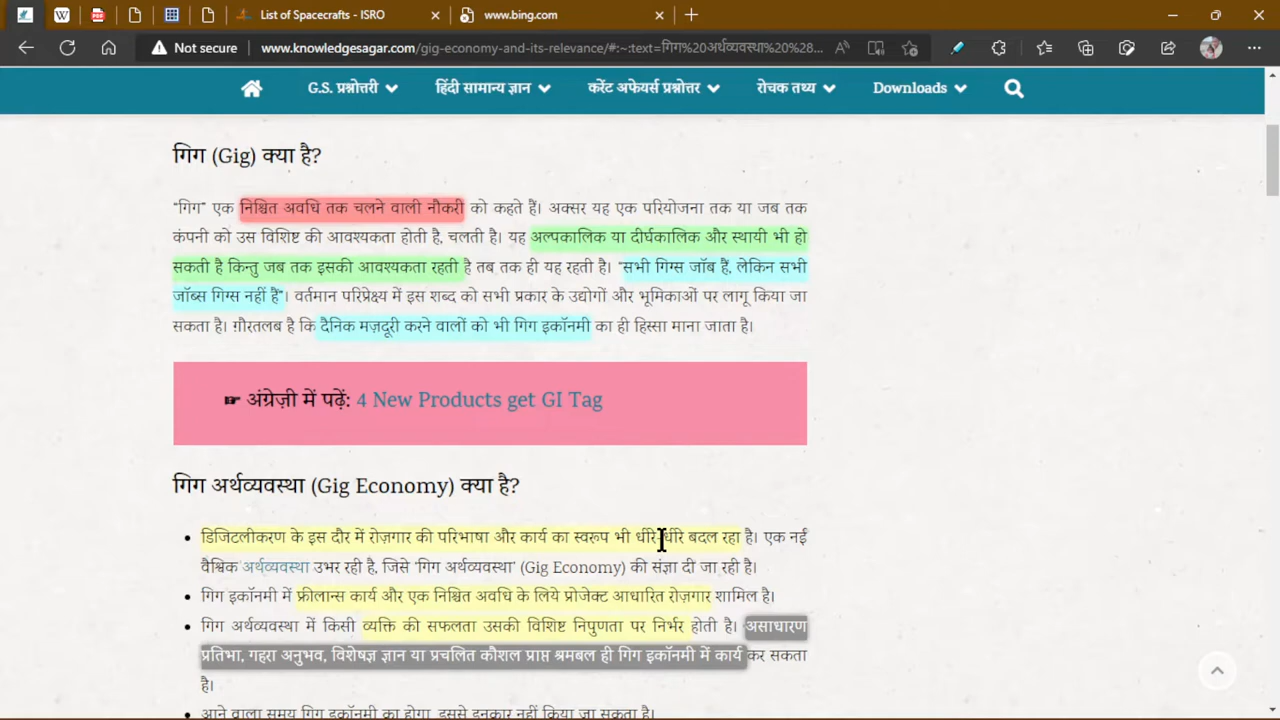 List of Spacecrafts - ISRO
www.bing.com
Not secure
www.knowledgesagar.com/gig-economy-and-its-relevance/#:~:text=गिग%20अर्थव्यवस्था%20%28...
G.S. प्रश्नोत्तरी
हिंदी सामान्य ज्ञान
करेंट अफेयर्स प्रश्नोत्तर
रोचक तथ्य
Downloads
गिग (Gig) क्या है?
“गिग” एक निश्चित अवधि तक चलने वाली नौकरी को कहते हैं। अक्सर यह एक परियोजना तक या जब तक
कंपनी को उस विशिष्ट की आवश्यकता होती है, चलती है। यह अल्पकालिक या दीर्घकालिक और स्थायी भी हो
सकती है किन्तु जब तक इसकी आवश्यकता रहती है तब तक ही यह रहती है। “सभी गिग्स जॉब हैं, लेकिन सभी
जॉब्स गिग्स नहीं हैं”। वर्तमान परिप्रेक्ष्य में इस शब्द को सभी प्रकार के उद्योगों और भूमिकाओं पर लागू किया जा
सकता है। ग़ौरतलब है कि दैनिक मज़दूरी करने वालों को भी गिग इकॉनमी का ही हिस्सा माना जाता है।
☛ अंग्रेज़ी में पढ़ें: 4 New Products get GI Tag
गिग अर्थव्यवस्था (Gig Economy) क्या है?
• डिजिटलीकरण के इस दौर में रोज़गार की परिभाषा और कार्य का स्वरूप भी धीरे-धीरे बदल रहा है। एक नई
वैश्विक अर्थव्यवस्था उभर रही है, जिसे ‘गिग अर्थव्यवस्था’ (Gig Economy) की संज्ञा दी जा रही है।
• गिग इकॉनमी में फ्रीलान्स कार्य और एक निश्चित अवधि के लिये प्रोजेक्ट आधारित रोज़गार शामिल है।
• गिग अर्थव्यवस्था में किसी व्यक्ति की सफलता उसकी विशिष्ट निपुणता पर निर्भर होती है। असाधारण
प्रतिभा, गहरा अनुभव, विशेषज्ञ ज्ञान या प्रचलित कौशल प्राप्त श्रमबल ही गिग इकॉनमी में कार्य कर सकता
है।
• आने वाला समय गिग इकॉनमी का होगा, इससे इनकार नहीं किया जा सकता है।